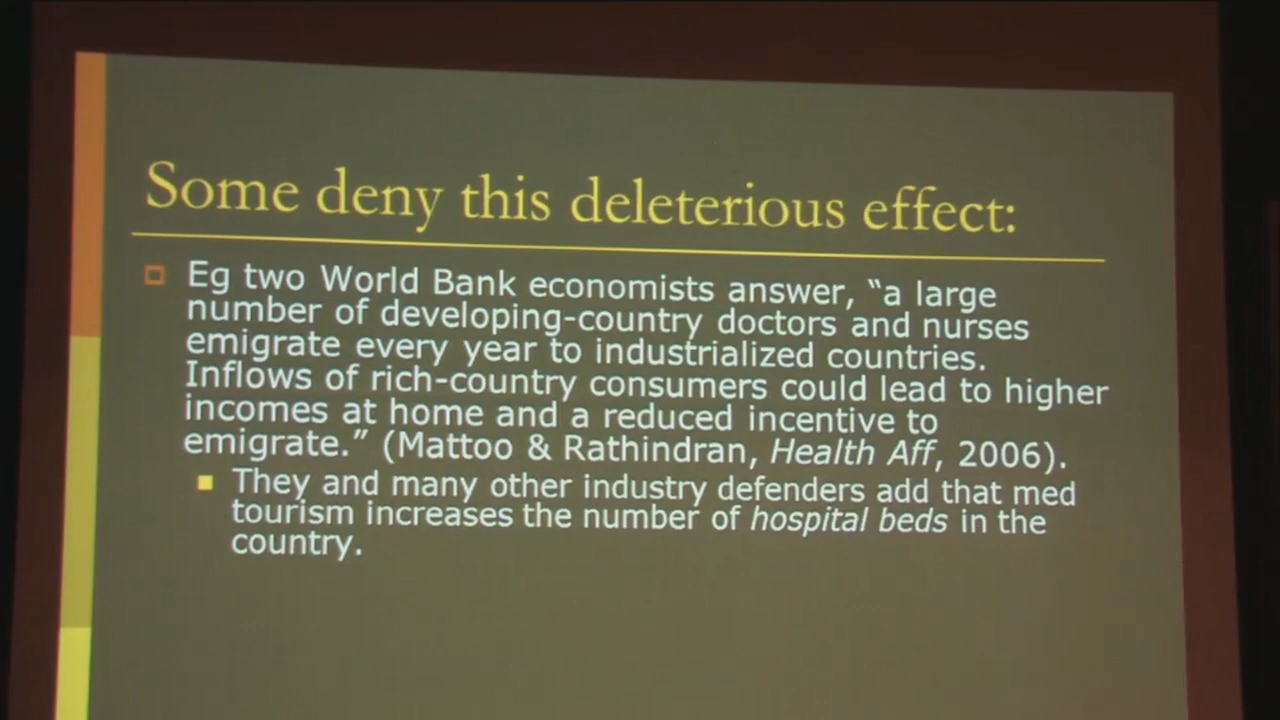 Some deny this deleterious effect:
Eg two World Bank economists answer, “a large
number of developing-country doctors and nurses
emigrate every year to industrialized countries.
Inflows of rich-country consumers could lead to higher
incomes at home and a reduced incentive to
emigrate.” (Mattoo & Rathindran, Health Aff, 2006).
They and many other industry defenders add that med
tourism increases the number of hospital beds in the
country.